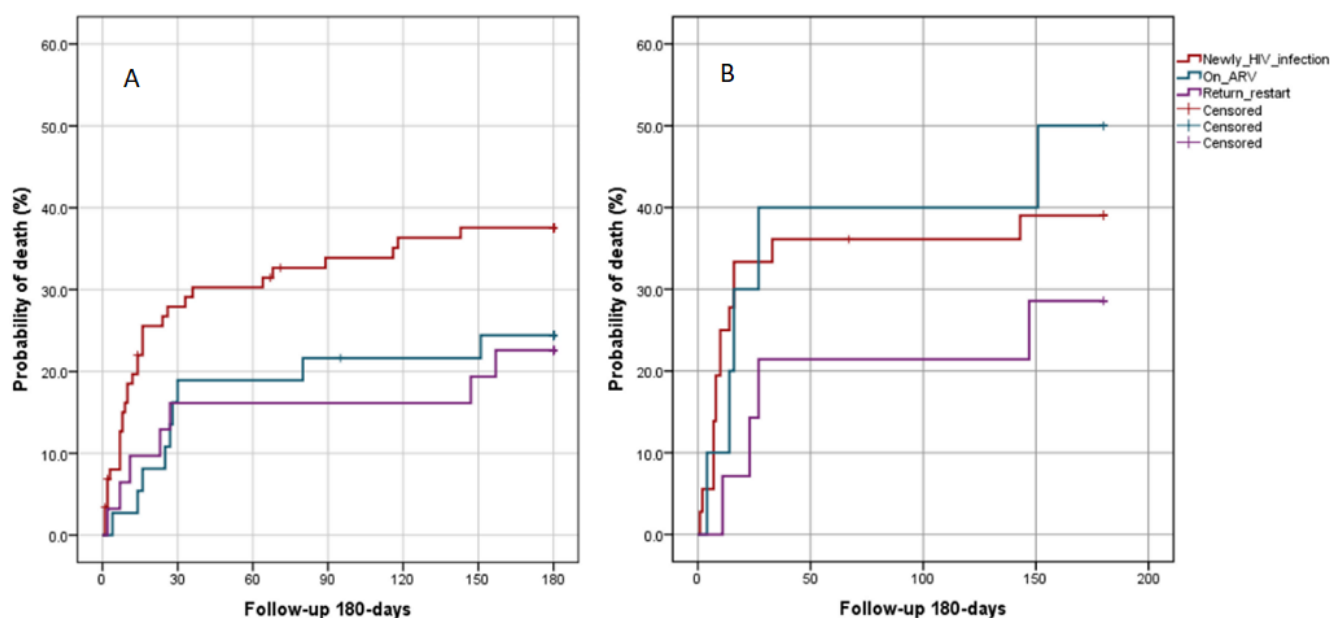 A
Probability of death (%)
60.0
50.0
40.0
30.0
20.0
10.0
0.0
0 30 60 90 120 150 180
Follow-up 180-days
B
Probability of death (%)
60.0
50.0
40.0
30.0
20.0
10.0
0.0
0 50 100 150 200
Follow-up 180-days
Newly_HIV_infection
On_ARV
Return_restart
Censored
Censored
Censored